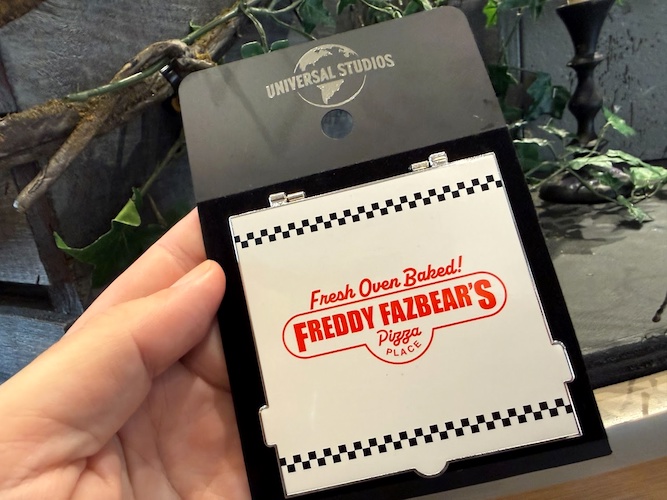 UNIVERSAL STUDIOS
Fresh Oven Baked!
FREDDY FAZBEAR'S
Pizza
PLACE